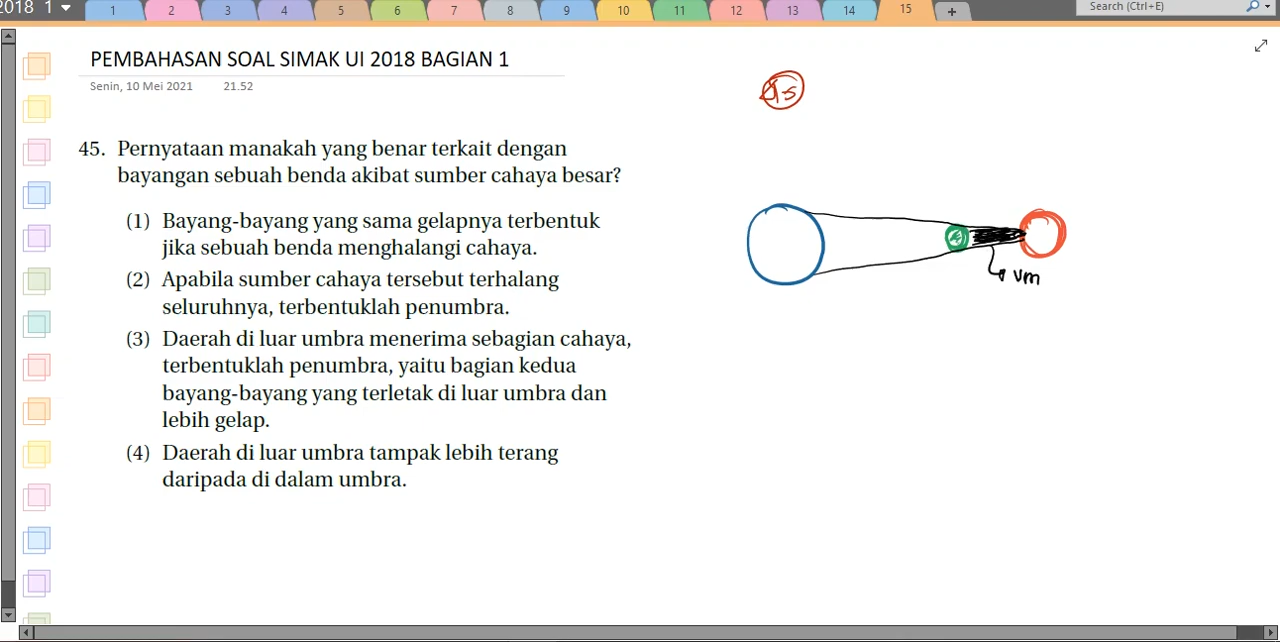 2018 1
1 2 3 4 5 6 7 8 9 10 11 12 13 14 15
Search (Ctrl+E)
PEMBAHASAN SOAL SIMAK UI 2018 BAGIAN 1
Senin, 10 Mei 2021 21.52
45. Pernyataan manakah yang benar terkait dengan
bayangan sebuah benda akibat sumber cahaya besar?
(1) Bayang-bayang yang sama gelapnya terbentuk
jika sebuah benda menghalangi cahaya.
(2) Apabila sumber cahaya tersebut terhalang
seluruhnya, terbentuklah penumbra.
(3) Daerah di luar umbra menerima sebagian cahaya,
terbentuklah penumbra, yaitu bagian kedua
bayang-bayang yang terletak di luar umbra dan
lebih gelap.
(4) Daerah di luar umbra tampak lebih terang
daripada di dalam umbra.
um